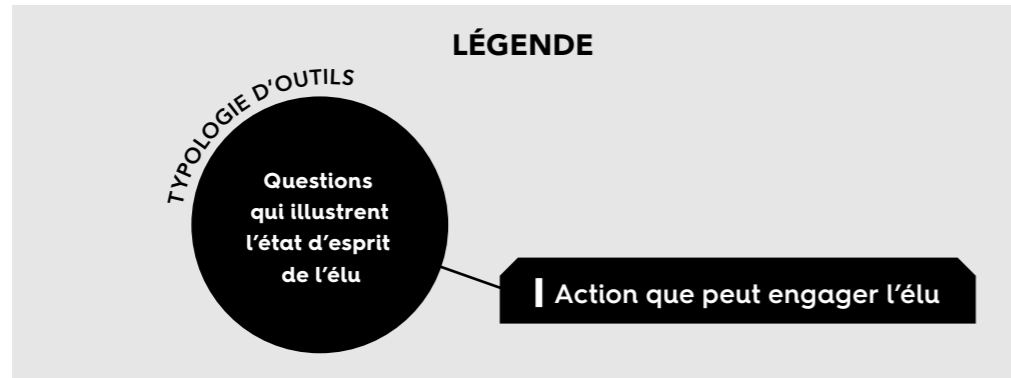 LÉGENDE
TYPOLOGIE D'OUTILS
Questions
qui illustrent
l'état d'esprit
de l'élu
Action que peut engager l'élu